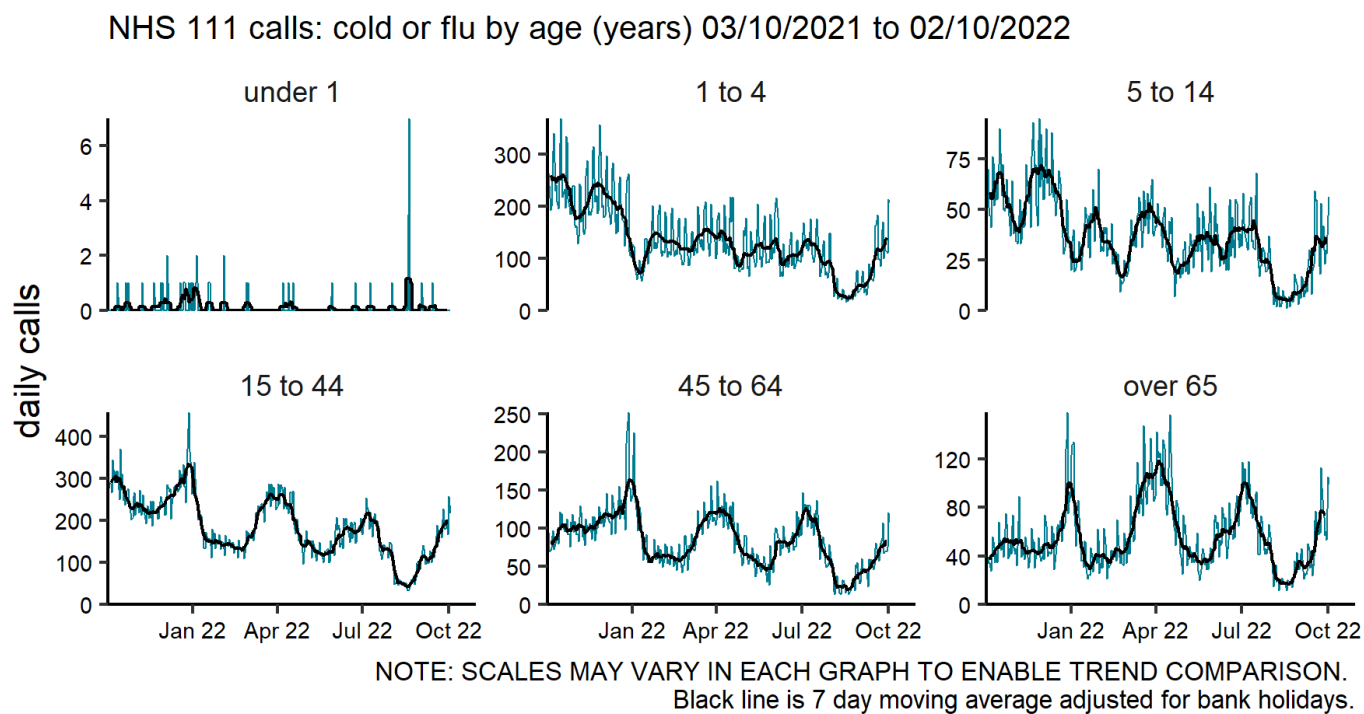 NHS 111 calls: cold or flu by age (years) 03/10/2021 to 02/10/2022
under 1
6
4
2
0
1 to 4
300
200
100
0
5 to 14
75
50
25
0
daily calls
15 to 44
400
300
200
100
0
Jan 22 Apr 22 Jul 22 Oct 22
45 to 64
250
200
150
100
50
0
Jan 22 Apr 22 Jul 22 Oct 22
over 65
120
80
40
0
Jan 22 Apr 22 Jul 22 Oct 22
NOTE: SCALES MAY VARY IN EACH GRAPH TO ENABLE TREND COMPARISON.
Black line is 7 day moving average adjusted for bank holidays.